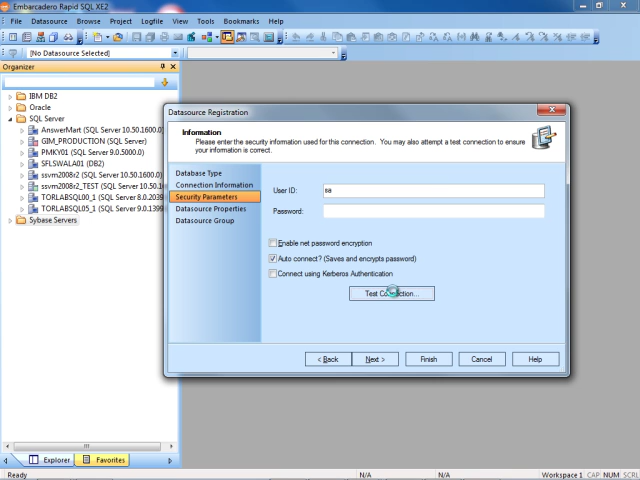 Embarcadero Rapid SQL XE2
File Datasource Browse Project Logfile View Tools Bookmarks Help
[No Datasource Selected]
Organizer
IBM DB2
Oracle
SQL Server
AnswerMart (SQL Server 10.50.1600.0)
GIM_PRODUCTION (SQL Server)
PMKY01 (SQL Server 9.0.5000.0)
SFLSWALA01 (DB2)
ssvm2008r2 (SQL Server 10.50.1600.0
ssvm2008r2_TEST (SQL Server 10.50.1
TORLABSQL00_1 (SQL Server 8.0.2039
TORLABSQL05_1 (SQL Server 9.0.1399
Sybase Servers
Datasource Registration
Information
Please enter the security information used for this connection. You may also attempt a test connection to ensure
your information is correct.
Database Type
Connection Information
Security Parameters
Datasource Properties
Datasource Group
User ID: sa
Password:
Enable net password encryption
Auto connect? (Saves and encrypts password)
Connect using Kerberos Authentication
Test Connection...
< Back Next > Finish Cancel Help
Explorer Favorites
Ready N/A N/A Workspace 1 CAP NUM SCRL